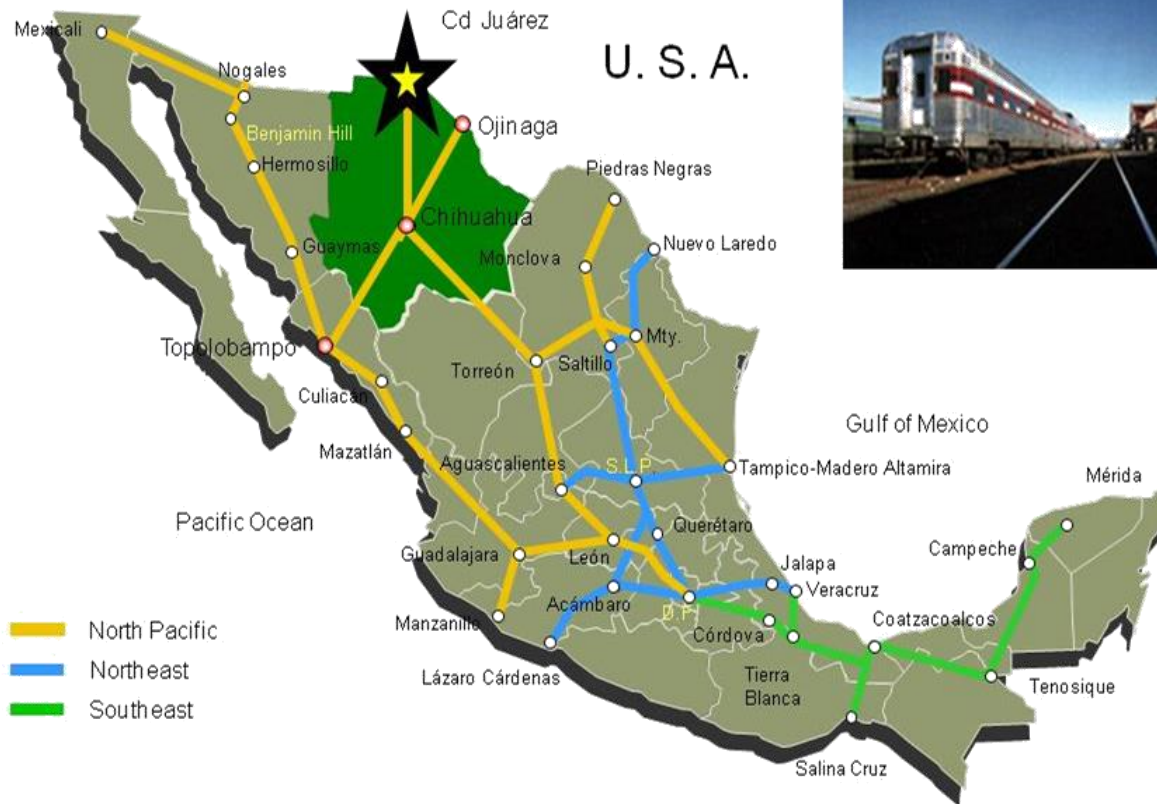 Cd Juárez
Mexicali
U. S. A.
Nogales
Ojinaga
Benjamin Hill
Hermosillo
Piedras Negras
Chihuahua
Guaymas
Monclova
Nuevo Laredo
Topolobampo
Mty.
Torreón
Saltillo
Culiacán
Mazatlán
Gulf of Mexico
Aguascalientes
S.L.P.
Tampico-Madero Altamira
Mérida
Pacific Ocean
Querétaro
Guadalajara
León
Campeche
Jalapa
Veracruz
Acámbaro
D.F
Coatzacoalcos
Manzanillo
Córdova
North Pacific
Northeast
Southeast
Lázaro Cárdenas
Tierra
Blanca
Tenosique
Salina Cruz